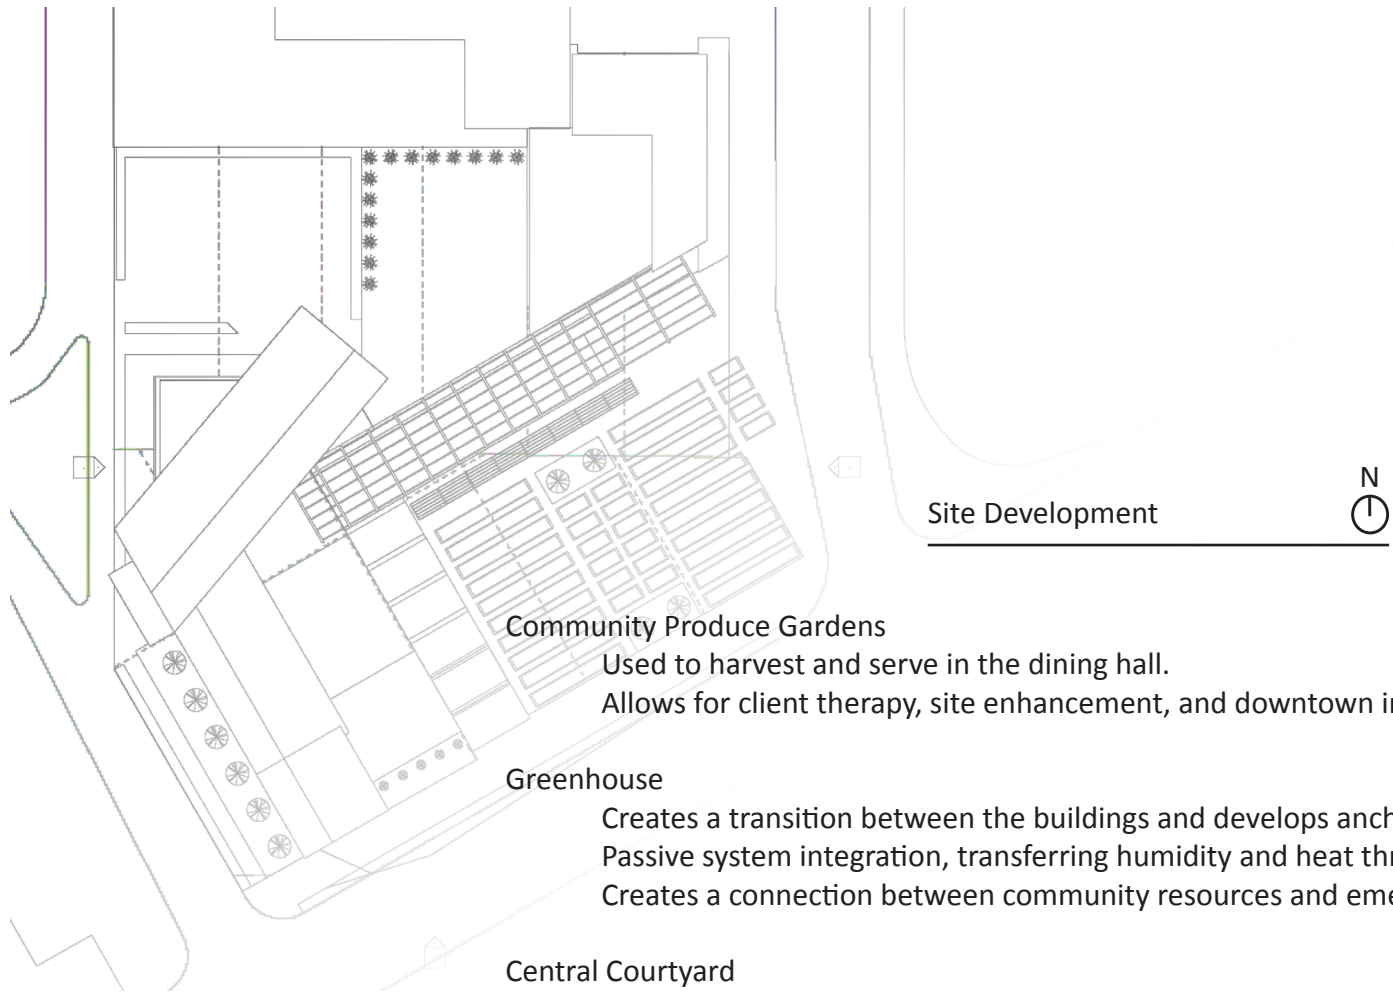 N
Site Development
Community Produce Gardens
Used to harvest and serve in the dining hall.
Allows for client therapy, site enhancement, and downtown
Greenhouse
Creates a transition between the buildings and develops
Passive system integration, transferring humidity and heat
Creates a connection between community resources and
Central Courtyard